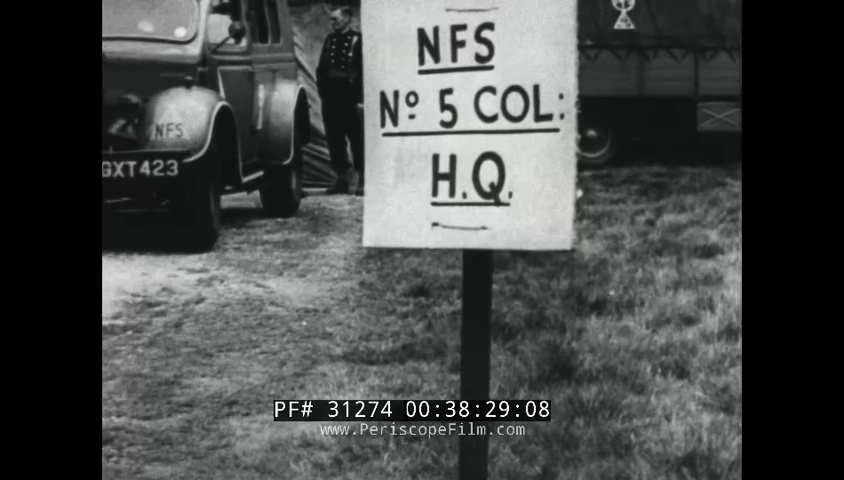 NFS
Nº 5 COL:
H.Q.
NFS
GXT423
PF# 31274 00:38:29:08
www.PeriscopeFilm.com